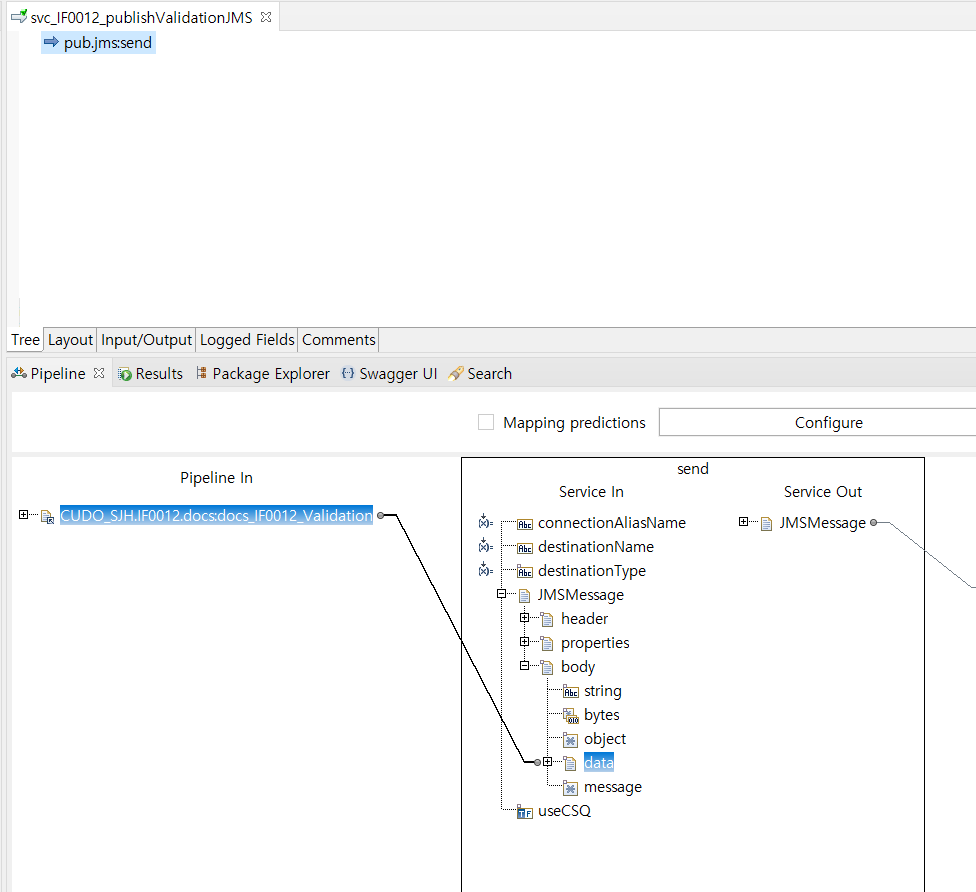 svc_IF0012_publishValidationJMS
pub.jms:send
Tree Layout Input/Output Logged Fields Comments
Pipeline Results Package Explorer Swagger UI Search
Mapping predictions Configure
send
Pipeline In Service In Service Out
CUDO_SJH.IF0012.docs:docs_IF0012_Validation
connectionAliasName JMSMessage
destinationName
destinationType
JMSMessage
header
properties
body
string
bytes
object
data
message
useCSQ